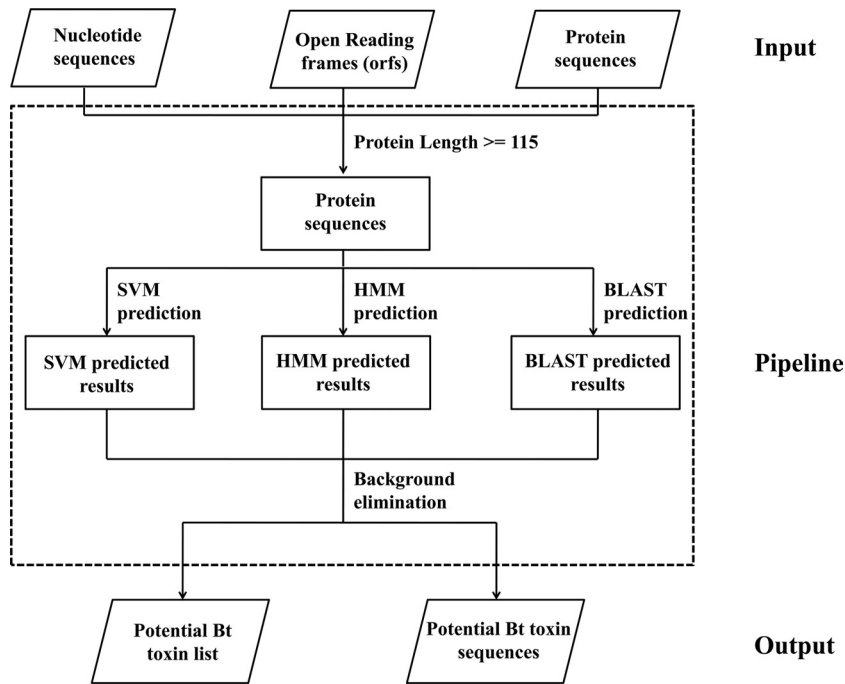 Nucleotide
sequences
Open Reading
frames (orfs)
Protein
sequences
Input
Protein Length >= 115
Protein
sequences
SVM
prediction
HMM
prediction
BLAST
prediction
SVM predicted
results
HMM predicted
results
BLAST predicted
results
Pipeline
Background
elimination
Potential Bt
toxin list
Potential Bt toxin
sequences
Output